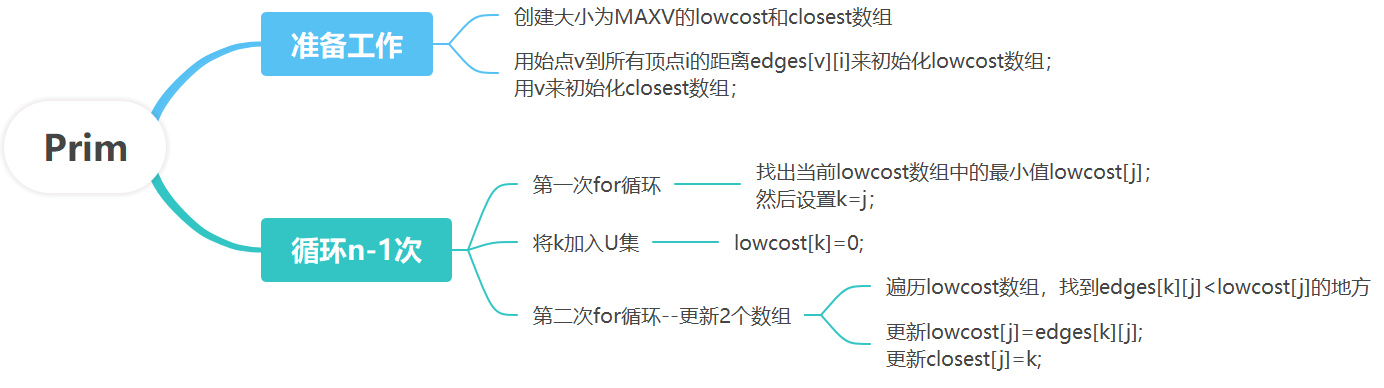 Prim
准备工作
创建大小为MAXV的lowcost和closest数组
用始点v到所有顶点i的距离edges[v][i]来初始化lowcost数组；
用v来初始化closest数组；
循环n-1次
第一次for循环
找出当前lowcost数组中的最小值lowcost[j]；
然后设置k=j；
将k加入U集
lowcost[k]=0;
第二次for循环--更新2个数组
遍历lowcost数组，找到edges[k][j]<lowcost[j]的地方
更新lowcost[j]=edges[k][j];
更新closest[j]=k;